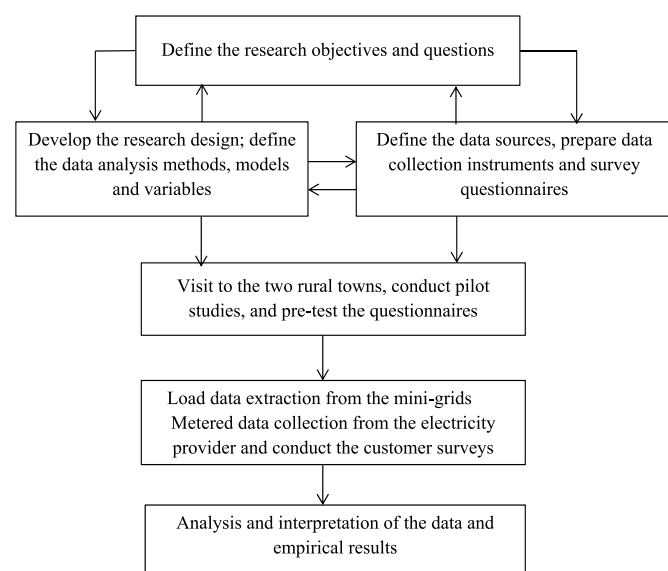 Define the research objectives and questions
Develop the research design; define
the data analysis methods, models
and variables
Define the data sources, prepare data
collection instruments and survey
questionnaires
Visit to the two rural towns, conduct pilot
studies, and pre-test the questionnaires
Load data extraction from the mini-grids
Metered data collection from the electricity
provider and conduct the customer surveys
Analysis and interpretation of the data and
empirical results